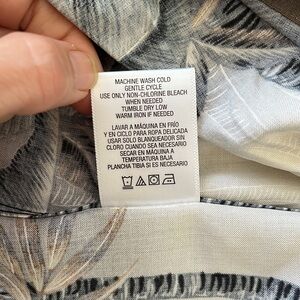 MACHINE WASH COLD
GENTLE CYCLE
USE ONLY NON-CHLORINE BLEACH
WHEN NEEDED
TUMBLE DRY LOW
WARM IRON IF NEEDED
LAVAR A MÁQUINA EN FRÍO
Y EN CICLO PARA ROPA DELICADA
USAR SOLO BLANQUEADOR SIN
CLORO CUANDO SEA NECESARIO
SECAR EN MÁQUINA A
TEMPERATURA BAJA
PLANCHA TIBIA SI ES NECESARIO